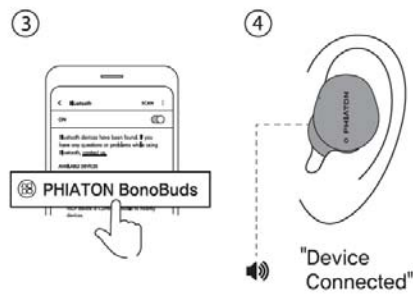 ③
④
Bluetooth SCAN
ON
Bluetooth devices have been found. If you
have any questions or problems while using
Bluetooth, contact us.
AVAILABLE DEVICES
PHIATON BonoBuds
devices.
PHIATON
"Device
Connected"